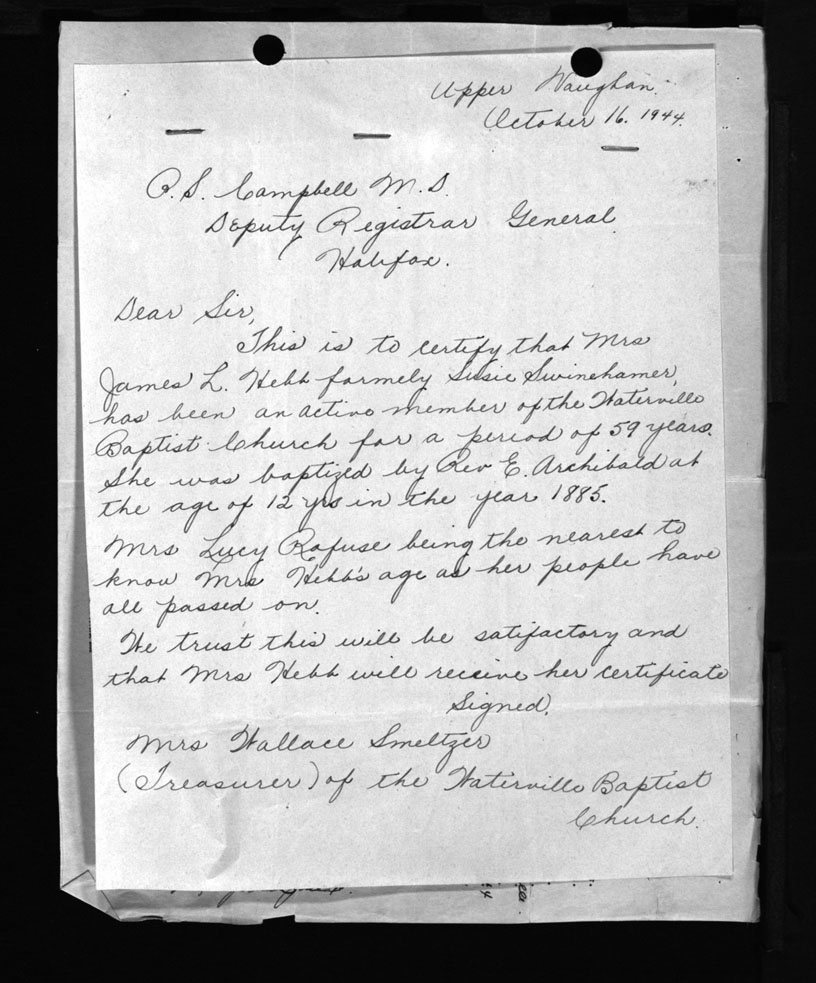 Upper Vaughan.
October 16. 1944.
P. S. Campbell M. D.
Deputy Registrar General
Halifax.
Dear Sir,
This is to certify that Mrs
James L. Hebb formely Susie Swinehamer,
has been an active member of the Waterville
Baptist Church for a period of 59 years.
She was baptized by Rev E. Archibald at
the age of 12 yrs in the year 1885.
Mrs Lucy Rafuse being the nearest to
know Mrs Hebb's age as her people have
all passed on.
We trust this will be satifactory and
that Mrs Hebb will receive her certificate
Signed.
Mrs Wallace Smeltzer
(Treasurer) of the Waterville Baptist
Church.